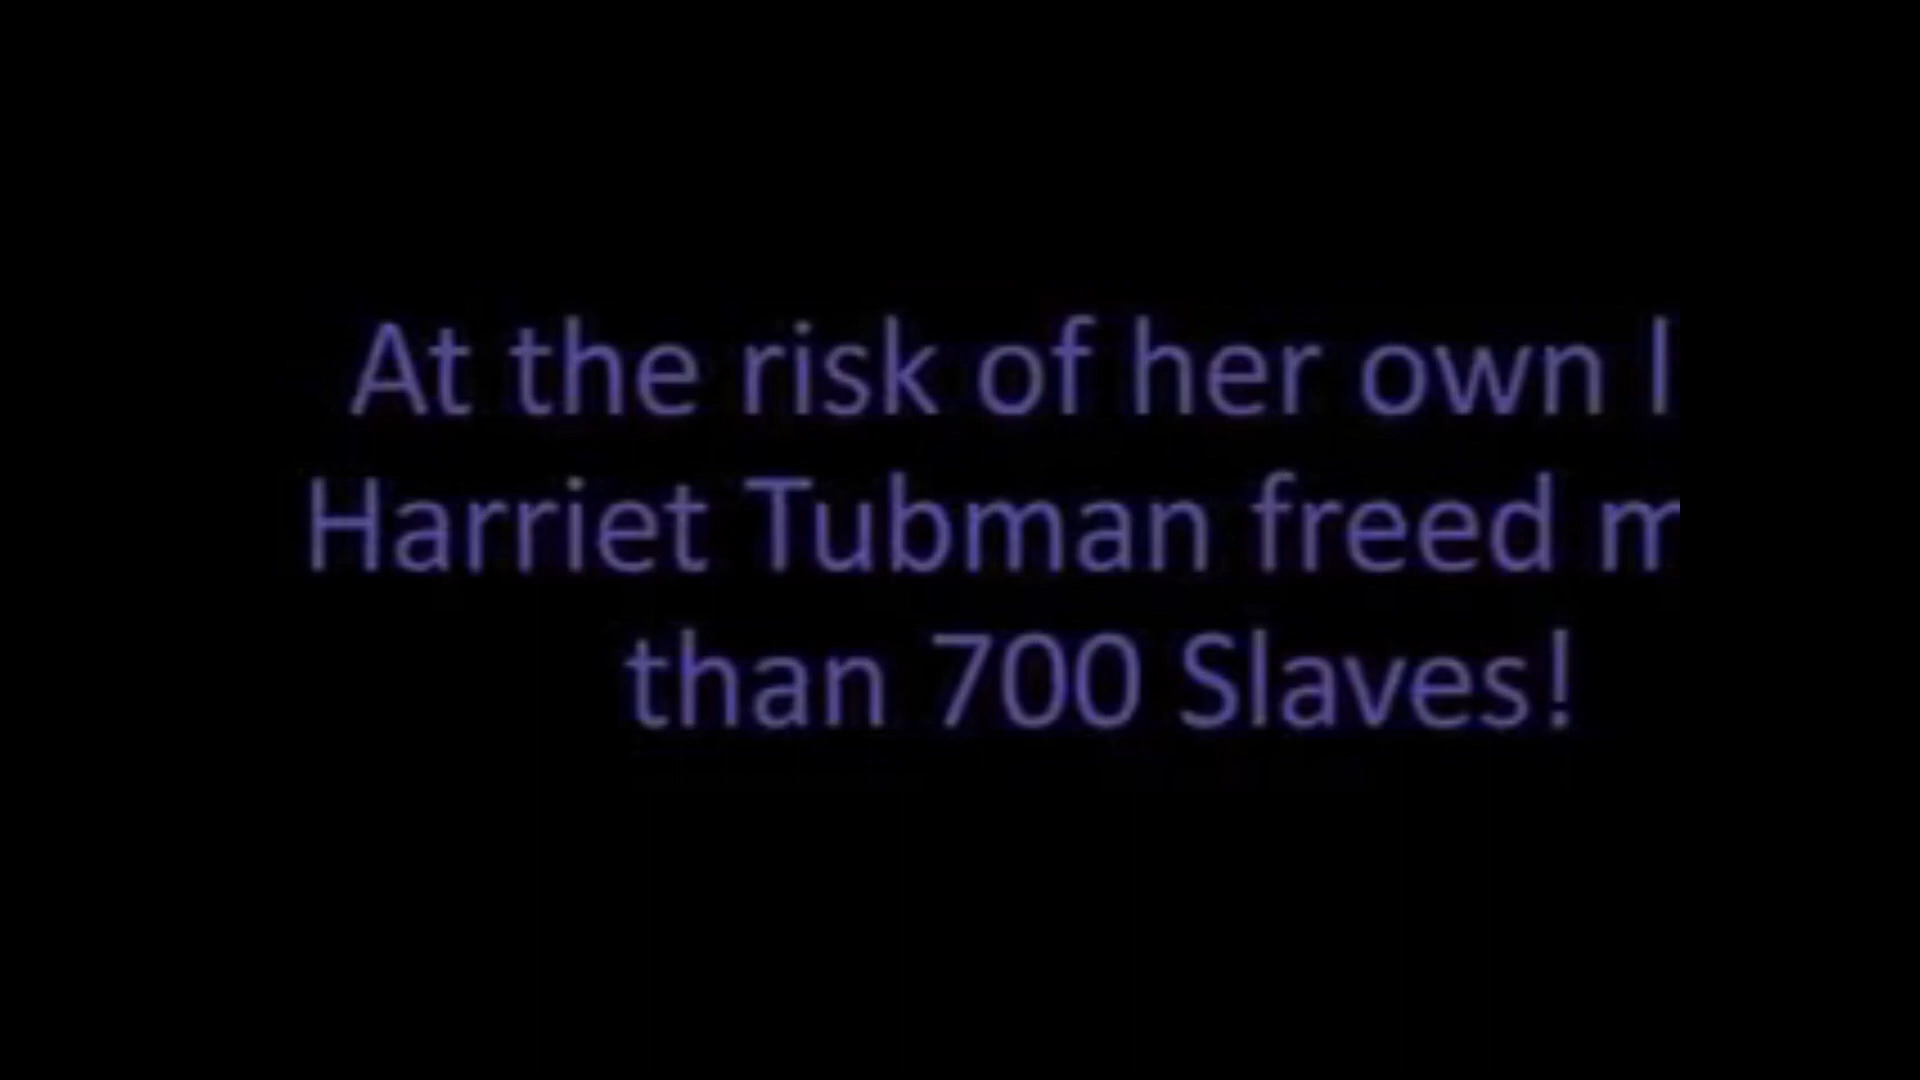 At the risk of her own l
Harriet Tubman freed m
than 700 Slaves!